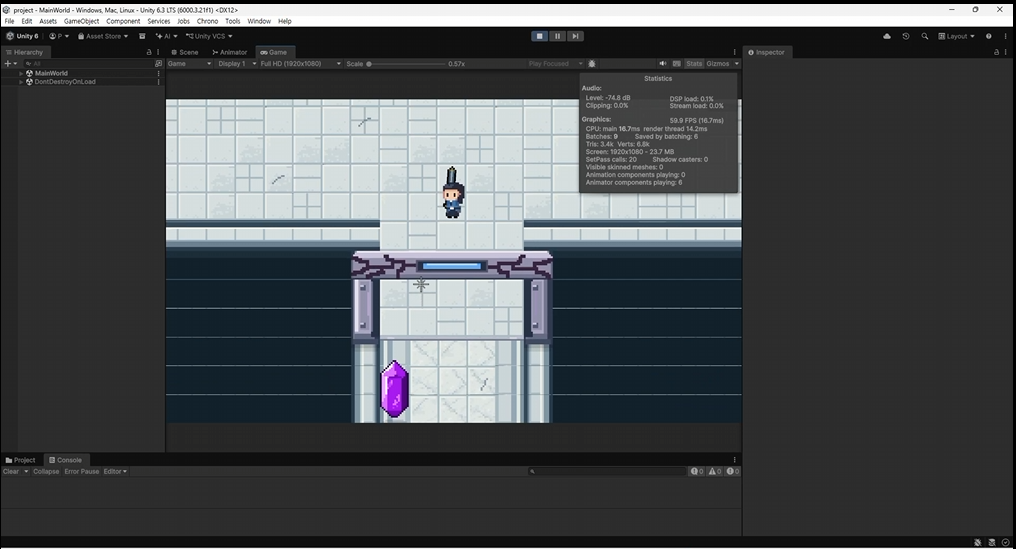 project - MainWorld - Windows, Mac, Linux - Unity 6.3 LTS (6000.3.21f1) <DX12>
File Edit Assets GameObject Component Services Jobs Chrono Tools Window Help
Unity 6 P Asset Store AI Unity VCS Layout
Hierarchy Scene Animator Game Inspector
All Game Display 1 Full HD (1920x1080) Scale 0.57x Play Focused Stats Gizmos
MainWorld
DontDestroyOnLoad
Statistics
Audio:
Level: -74.8 dB DSP load: 0.1%
Clipping: 0.0% Stream load: 0.0%
Graphics: 59.9 FPS (16.7ms)
CPU: main 16.7ms render thread 14.2ms
Batches: 9 Saved by batching: 6
Tris: 3.4k Verts: 6.8k
Screen: 1920x1080 - 23.7 MB
SetPass calls: 20 Shadow casters: 0
Visible skinned meshes: 0
Animation components playing: 0
Animator components playing: 6
Project Console
Clear Collapse Error Pause Editor 0 0 0